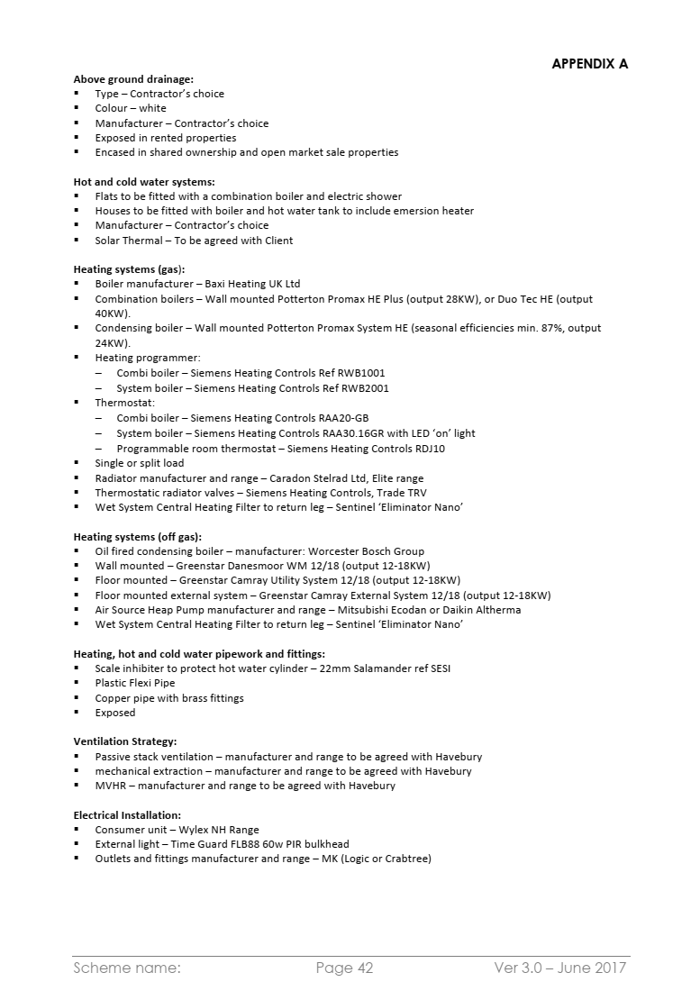 APPENDIX A
Above ground drainage:
▪ Type – Contractor's choice
▪ Colour – white
▪ Manufacturer – Contractor's choice
▪ Exposed in rented properties
▪ Encased in shared ownership and open market sale properties
Hot and cold water systems:
▪ Flats to be fitted with a combination boiler and electric shower
▪ Houses to be fitted with boiler and hot water tank to include emersion heater
▪ Manufacturer – Contractor's choice
▪ Solar Thermal – To be agreed with Client
Heating systems (gas):
▪ Boiler manufacturer – Baxi Heating UK Ltd
▪ Combination boilers – Wall mounted Potterton Promax HE Plus (output 28KW), or Duo Tec HE (output
40KW).
▪ Condensing boiler – Wall mounted Potterton Promax System HE (seasonal efficiencies min. 87%, output
24KW).
▪ Heating programmer:
– Combi boiler – Siemens Heating Controls Ref RWB1001
– System boiler – Siemens Heating Controls Ref RWB2001
▪ Thermostat:
– Combi boiler – Siemens Heating Controls RAA20-GB
– System boiler – Siemens Heating Controls RAA30.16GR with LED 'on' light
– Programmable room thermostat – Siemens Heating Controls RDJ10
▪ Single or split load
▪ Radiator manufacturer and range – Caradon Stelrad Ltd, Elite range
▪ Thermostatic radiator valves – Siemens Heating Controls, Trade TRV
▪ Wet System Central Heating Filter to return leg – Sentinel 'Eliminator Nano'
Heating systems (off gas):
▪ Oil fired condensing boiler – manufacturer: Worcester Bosch Group
▪ Wall mounted – Greenstar Danesmoor WM 12/18 (output 12-18KW)
▪ Floor mounted – Greenstar Camray Utility System 12/18 (output 12-18KW)
▪ Floor mounted external system – Greenstar Camray External System 12/18 (output 12-18KW)
▪ Air Source Heap Pump manufacturer and range – Mitsubishi Ecodan or Daikin Altherma
▪ Wet System Central Heating Filter to return leg – Sentinel 'Eliminator Nano'
Heating, hot and cold water pipework and fittings:
▪ Scale inhibiter to protect hot water cylinder – 22mm Salamander ref SESI
▪ Plastic Flexi Pipe
▪ Copper pipe with brass fittings
▪ Exposed
Ventilation Strategy:
▪ Passive stack ventilation – manufacturer and range to be agreed with Havebury
▪ mechanical extraction – manufacturer and range to be agreed with Havebury
▪ MVHR – manufacturer and range to be agreed with Havebury
Electrical Installation:
▪ Consumer unit – Wylex NH Range
▪ External light – Time Guard FLB88 60w PIR bulkhead
▪ Outlets and fittings manufacturer and range – MK (Logic or Crabtree)
Scheme name: Page 42 Ver 3.0 – June 2017